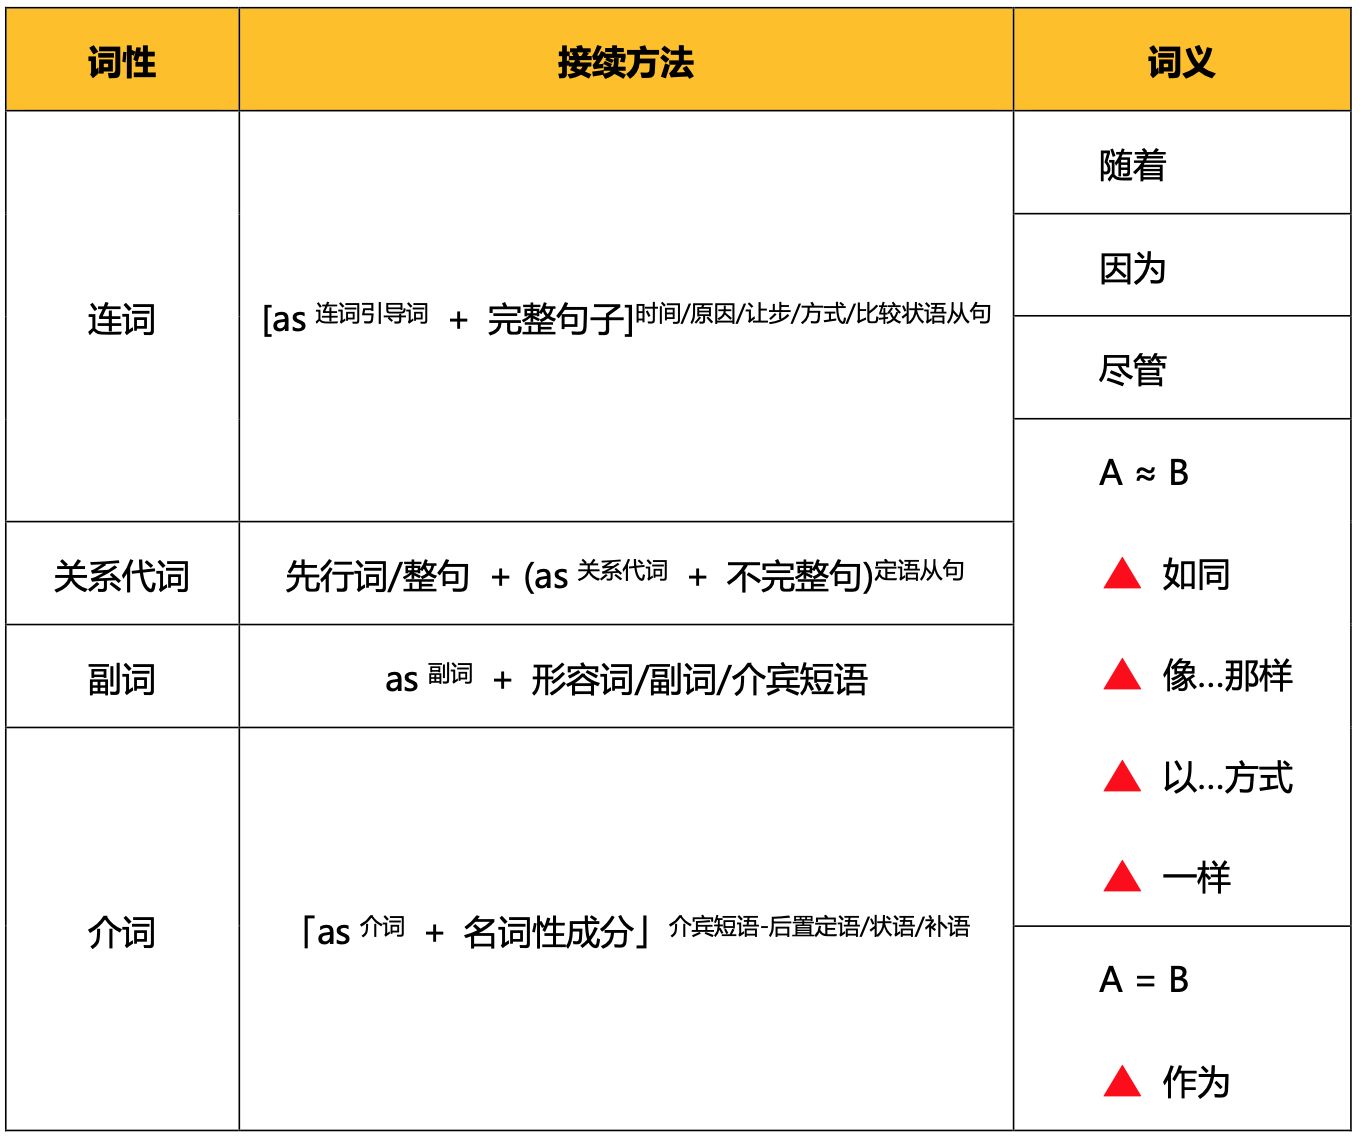 词性 接续方法 词义
随着
因为
连词 [as 连词引导词 + 完整句子]时间/原因/让步/方式/比较状语从句
尽管
A ≈ B
关系代词 先行词/整句 + (as 关系代词 + 不完整句)定语从句
▲ 如同
副词 as 副词 + 形容词/副词/介宾短语
▲ 像…那样
▲ 以…方式
▲ 一样
介词 「as 介词 + 名词性成分」介宾短语-后置定语/状语/补语
A = B
▲ 作为